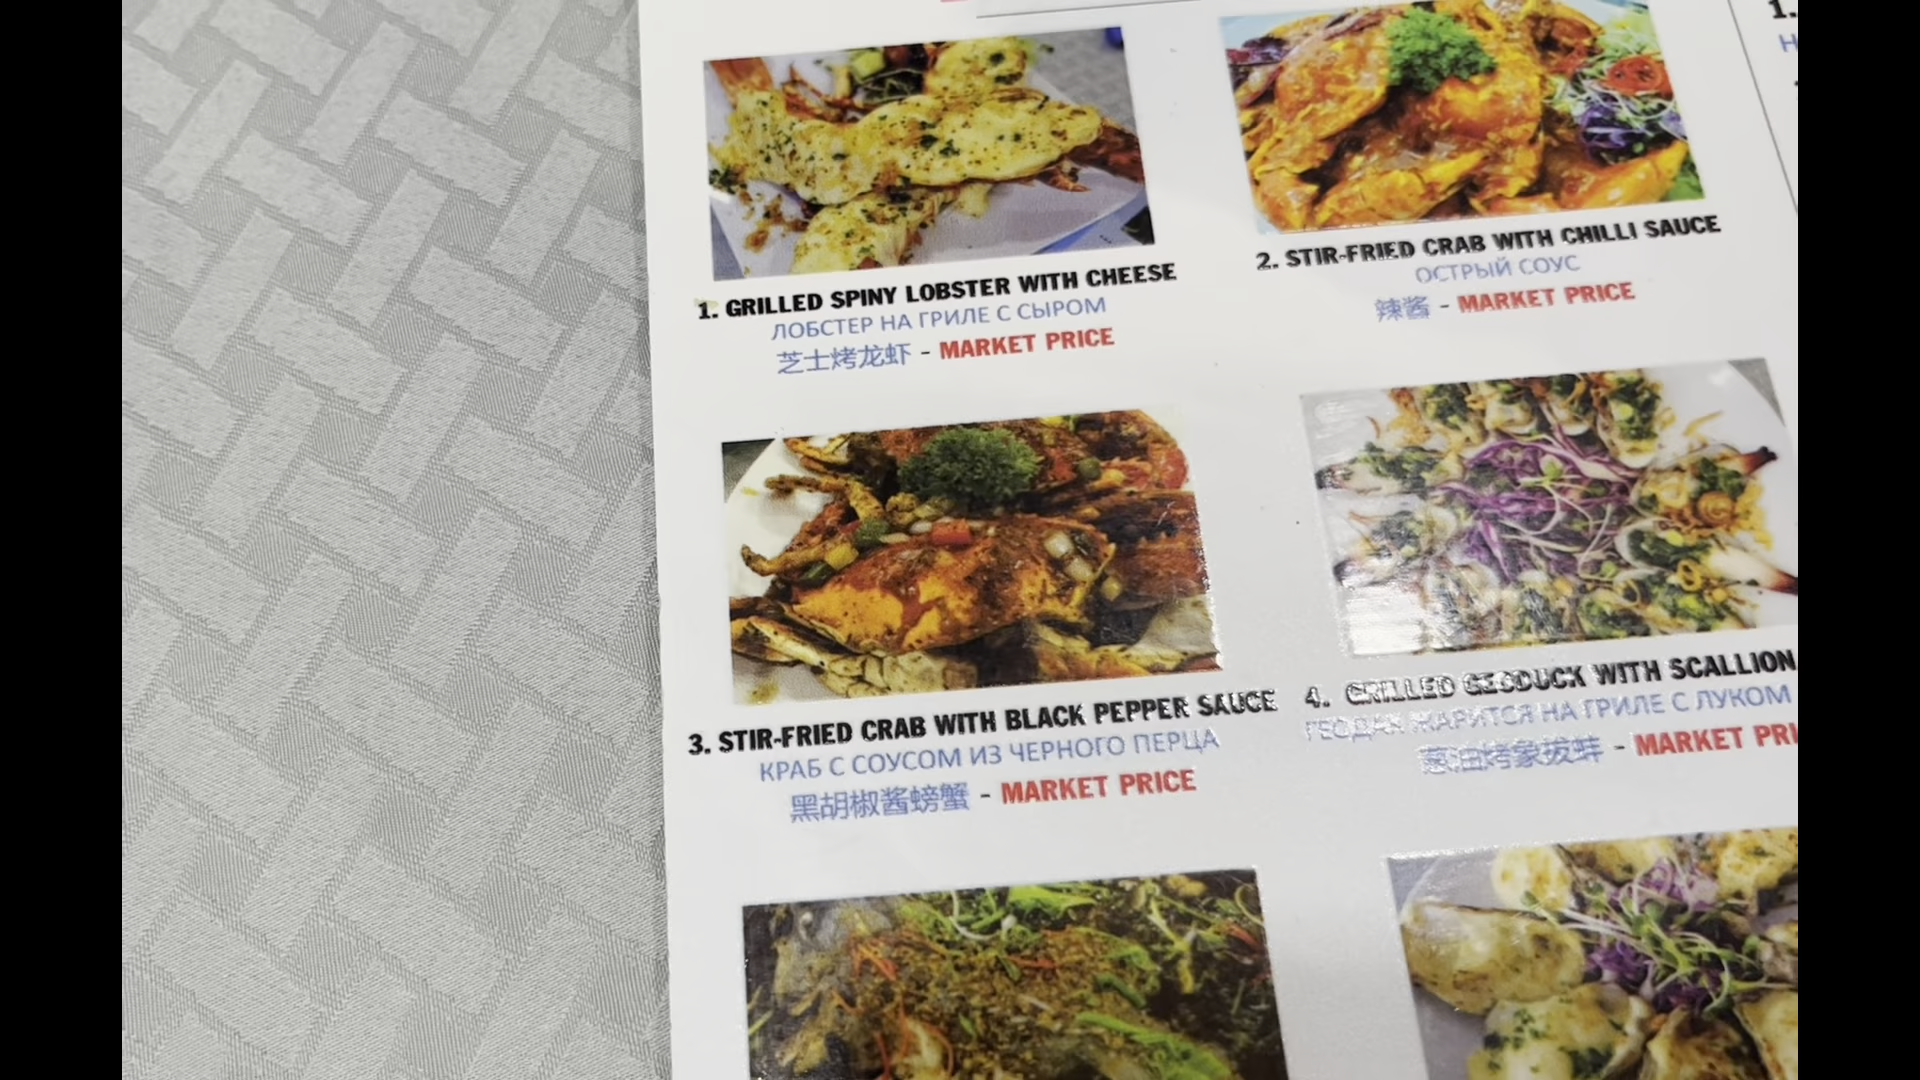 1. GRILLED SPINY LOBSTER WITH CHEESE
ЛОБСТЕР НА ГРИЛЕ С СЫРОМ
芝士烤龙虾 - MARKET PRICE
2. STIR-FRIED CRAB WITH CHILLI SAUCE
ОСТРЫЙ СОУС
辣酱 - MARKET PRICE
3. STIR-FRIED CRAB WITH BLACK PEPPER SAUCE
КРАБ С СОУСОМ ИЗ ЧЕРНОГО ПЕРЦА
黑胡椒酱螃蟹 - MARKET PRICE
4. GRILLED GEODUCK WITH SCALLION
ГЕОДАК ЖАРИТСЯ НА ГРИЛЕ С ЛУКОМ
葱油烤象拔蚌 - MARKET PRI
1.